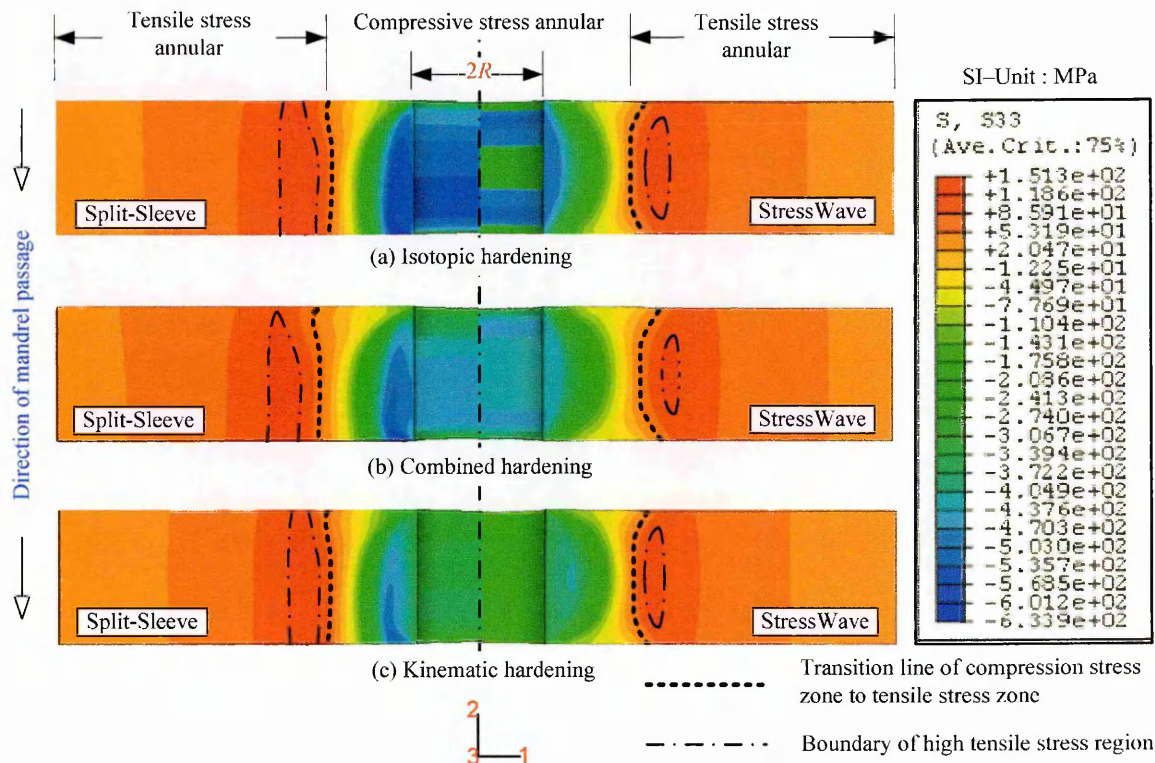 Tensile stress
annular
Compressive stress annular
Tensile stress
annular
2R
SI–Unit : MPa
Direction of mandrel passage
Split-Sleeve
StressWave
(a) Isotopic hardening
Split-Sleeve
StressWave
(b) Combined hardening
Split-Sleeve
StressWave
(c) Kinematic hardening
S, S33
(Ave.Crit.:75%)
+1.513e+02
+1.186e+02
+8.591e+01
+5.319e+01
+2.047e+01
-1.225e+01
-4.497e+01
-7.769e+01
-1.104e+02
-1.431e+02
-1.758e+02
-2.086e+02
-2.413e+02
-2.740e+02
-3.067e+02
-3.394e+02
-3.722e+02
-4.049e+02
-4.376e+02
-4.703e+02
-5.030e+02
-5.357e+02
-5.685e+02
-6.012e+02
-6.339e+02
Transition line of compression stress
zone to tensile stress zone
Boundary of high tensile stress region
2
3
1